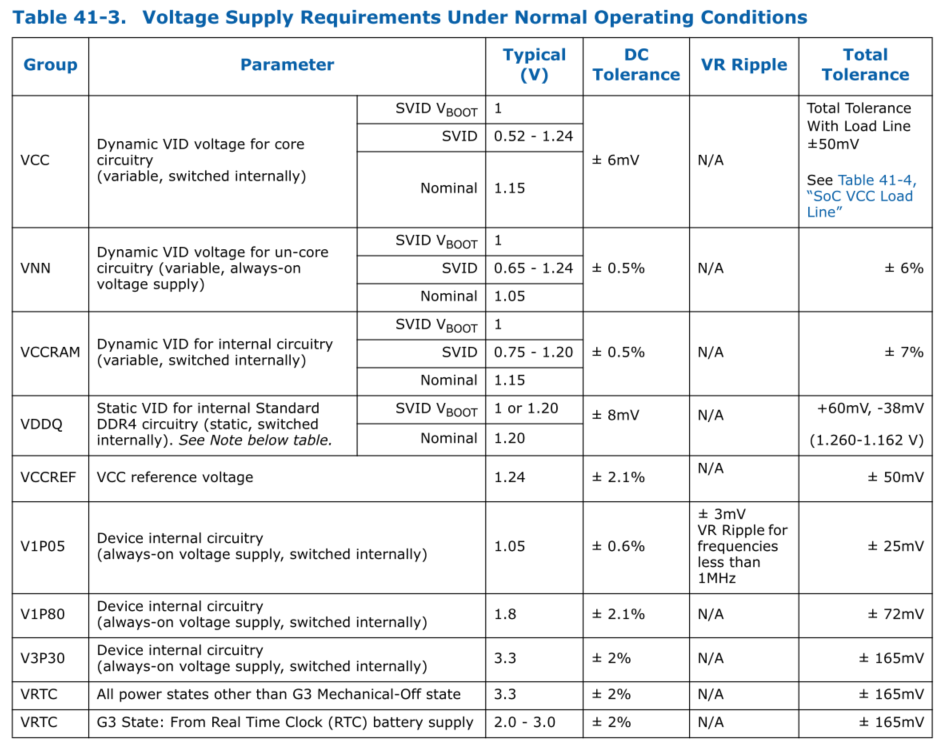 Table 41-3. Voltage Supply Requirements Under Normal Operating Conditions
Group Parameter Typical (V) DC Tolerance VR Ripple Total Tolerance
VCC
Dynamic VID voltage for core
circuitry
(variable, switched internally)
SVID VBOOT 1
SVID 0.52 - 1.24
Nominal 1.15
± 6mV
N/A
Total Tolerance
With Load Line
±50mV
See Table 41-4,
“SoC VCC Load
Line”
VNN
Dynamic VID voltage for un-core
circuitry (variable, always-on
voltage supply)
SVID VBOOT 1
SVID 0.65 - 1.24
Nominal 1.05
± 0.5%
N/A
± 6%
VCCRAM
Dynamic VID for internal circuitry
(variable, switched internally)
SVID VBOOT 1
SVID 0.75 - 1.20
Nominal 1.15
± 0.5%
N/A
± 7%
VDDQ
Static VID for internal Standard
DDR4 circuitry (static, switched
internally). See Note below table.
SVID VBOOT 1 or 1.20
Nominal 1.20
± 8mV
N/A
+60mV, -38mV
(1.260-1.162 V)
VCCREF VCC reference voltage 1.24 ± 2.1% N/A ± 50mV
V1P05
Device internal circuitry
(always-on voltage supply, switched internally)
1.05
± 0.6%
± 3mV
VR Ripple for
frequencies
less than
1MHz
± 25mV
V1P80
Device internal circuitry
(always-on voltage supply, switched internally)
1.8 ± 2.1% N/A ± 72mV
V3P30
Device internal circuitry
(always-on voltage supply, switched internally)
3.3 ± 2% N/A ± 165mV
VRTC All power states other than G3 Mechanical-Off state 3.3 ± 2% N/A ± 165mV
VRTC G3 State: From Real Time Clock (RTC) battery supply 2.0 - 3.0 ± 2% N/A ± 165mV